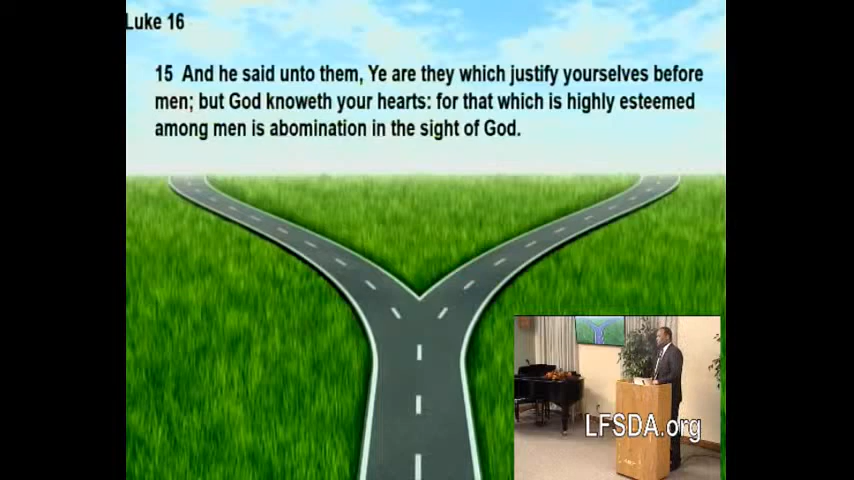 Luke 16
15 And he said unto them, Ye are they which justify yourselves before
men; but God knoweth your hearts: for that which is highly esteemed
among men is abomination in the sight of God.
LFSDA.org